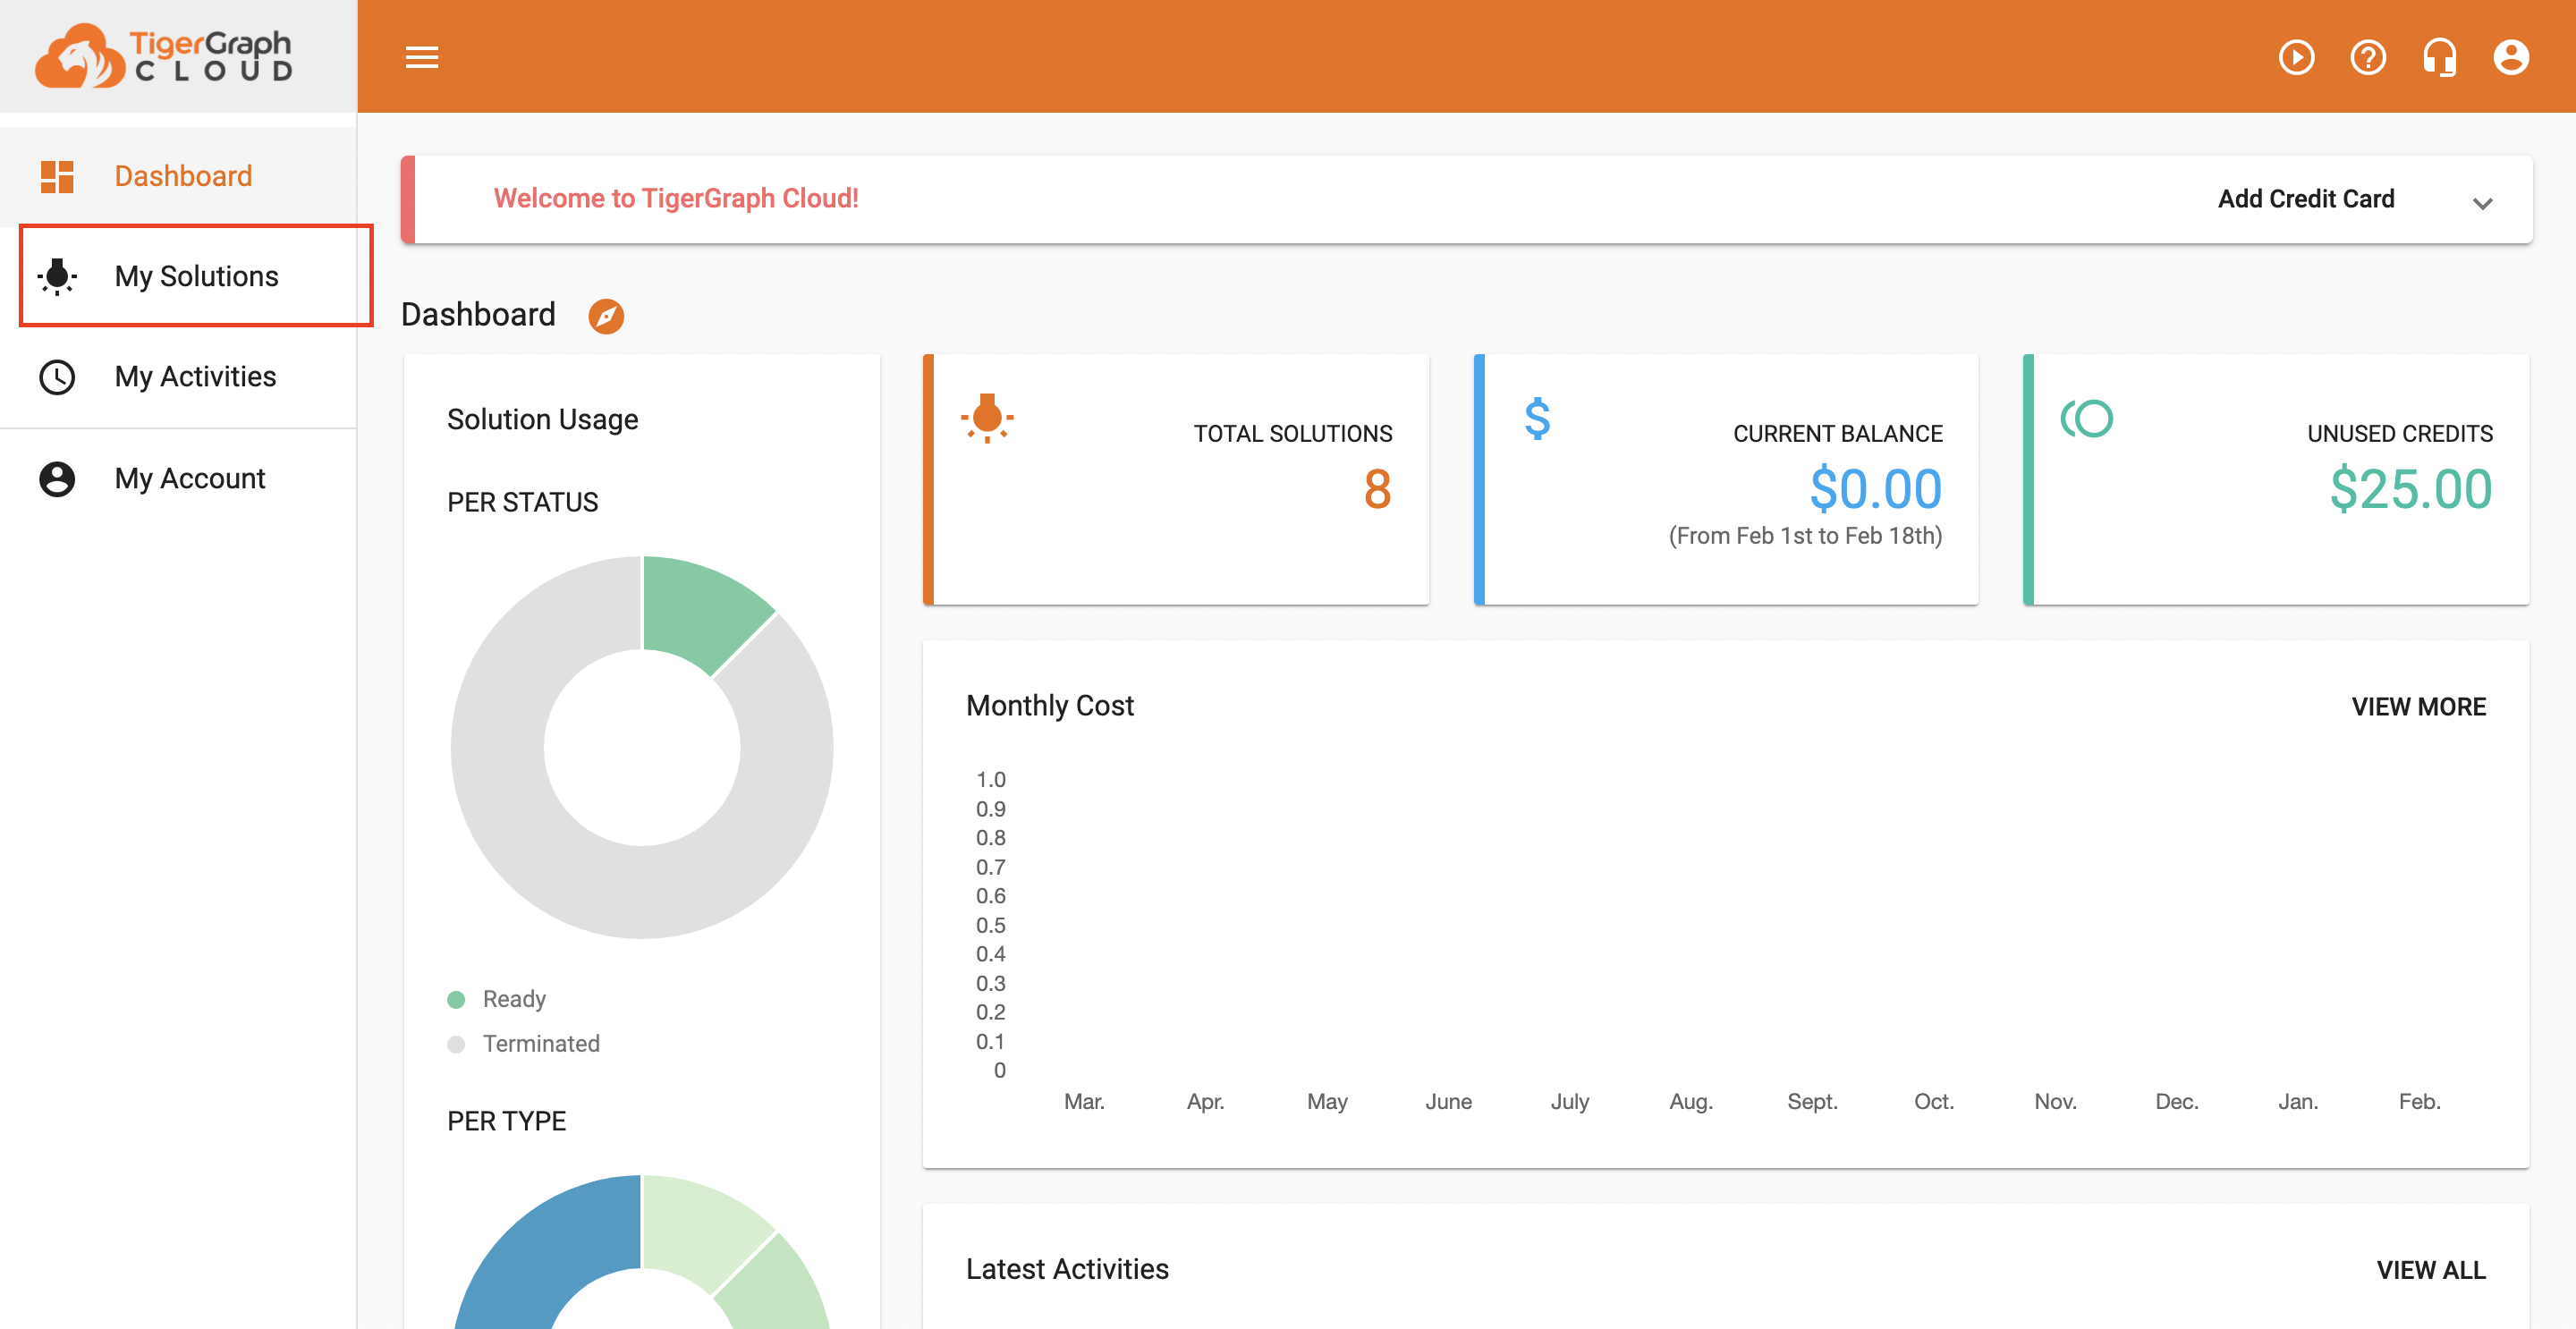 TigerGraph
CLOUD
Dashboard
My Solutions
My Activities
My Account
Welcome to TigerGraph Cloud!
Add Credit Card
Dashboard
Solution Usage
PER STATUS
Ready
Terminated
PER TYPE
TOTAL SOLUTIONS
8
$
CURRENT BALANCE
$0.00
(From Feb 1st to Feb 18th)
UNUSED CREDITS
$25.00
Monthly Cost
VIEW MORE
1.0
0.9
0.8
0.7
0.6
0.5
0.4
0.3
0.2
0.1
0
Mar. Apr. May June July Aug. Sept. Oct. Nov. Dec. Jan. Feb.
Latest Activities
VIEW ALL